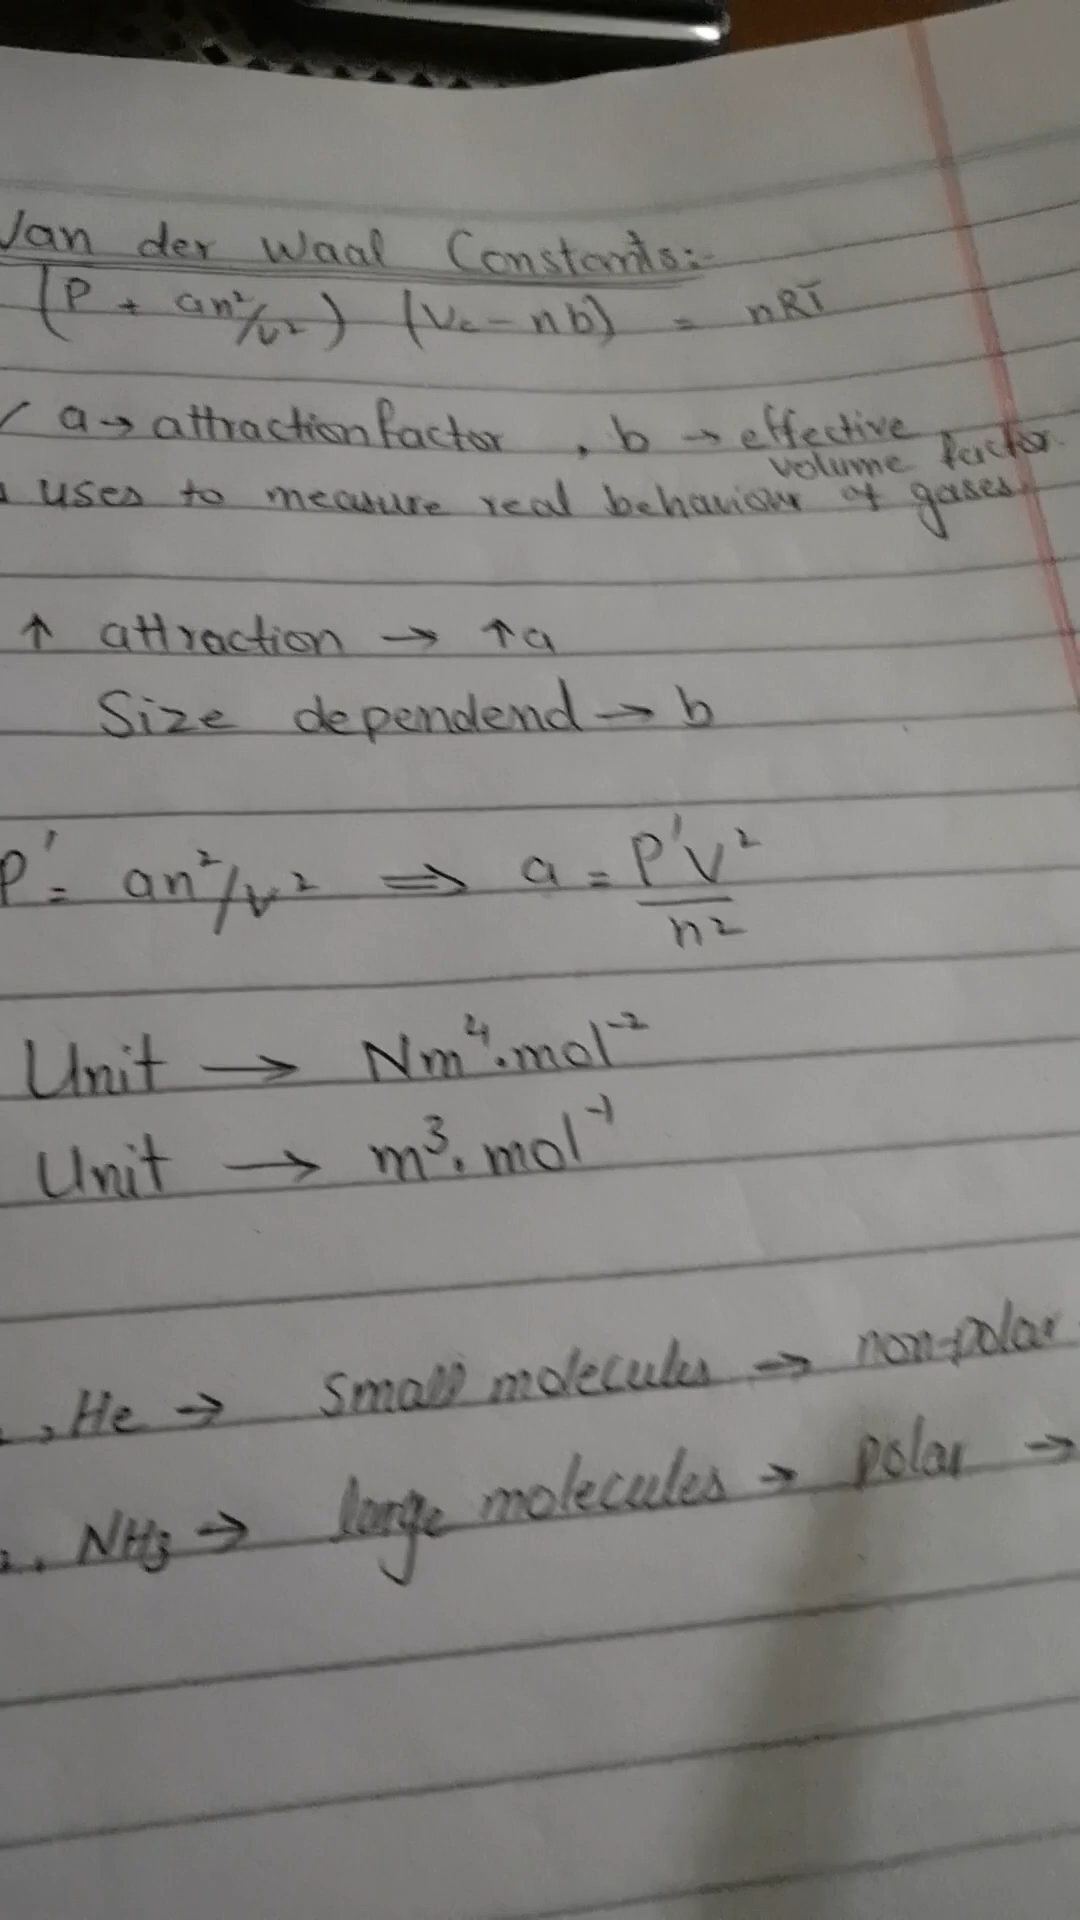 Van der Waal Constants:-
(P + an²/v²) (Vc - nb) = nRT
a → attraction factor , b → effective
volume factor
uses to measure real behaviour of gases
↑ attraction → ↑a
Size dependend → b
P' = an²/v² ⟹ a = P'V²
n²
Unit → Nm⁴.mol⁻²
Unit → m³.mol⁻¹
, He → Small molecules → non-polar
, NH₃ → large molecules → polar →